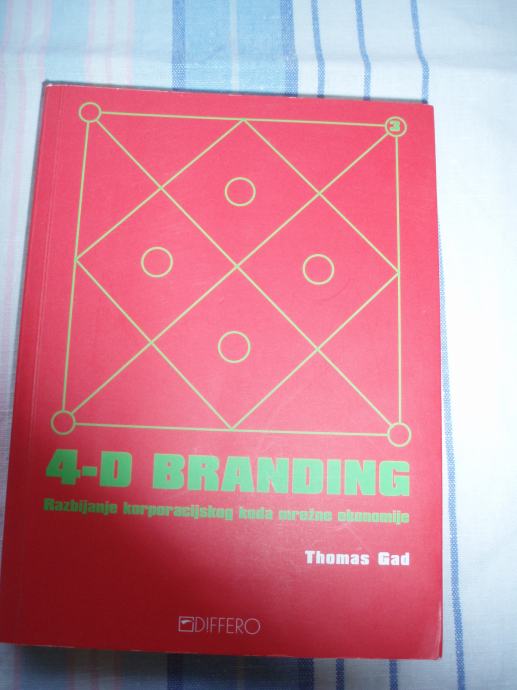 3
4-D BRANDING
Razbijanje korporacijskog koda mrežne ekonomije
Thomas Gad
DIFFERO